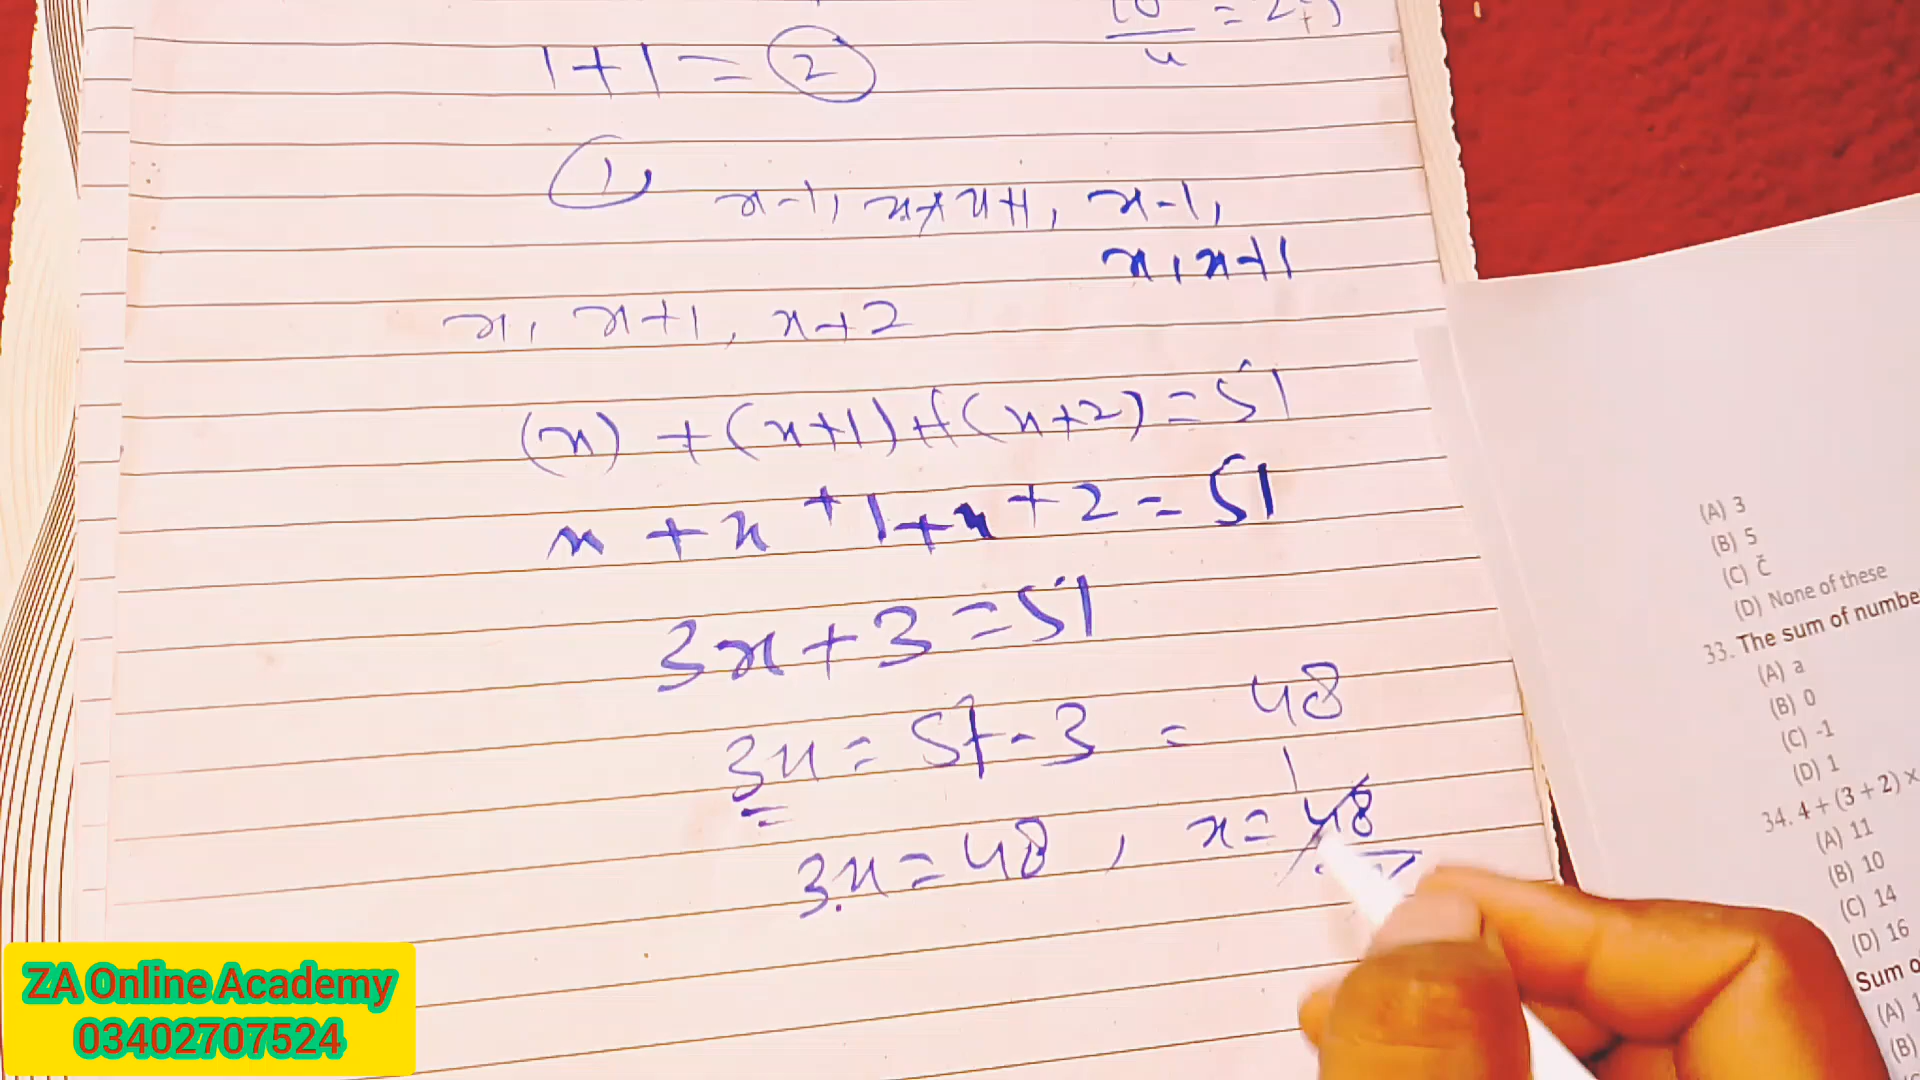 1+1=2
1
x-1, x+x+1, x-1,
x, x+1
x, x+1, x+2
(x) + (x+1)+(x+2)=51
x + x + 1 + x + 2 = 51
3x+3=51
3x = 51-3 = 48
1
3x=48, x=48
(A) 3
(B) 5
(C) č
(D) None of these
33. The sum of numbe
(A) a
(B) 0
(C) -1
(D) 1
34. 4 + (3 + 2) ×
(A) 11
(B) 10
(C) 14
(D) 16
Sum o
(A) 1
(B)
ZA Online Academy
03402707524